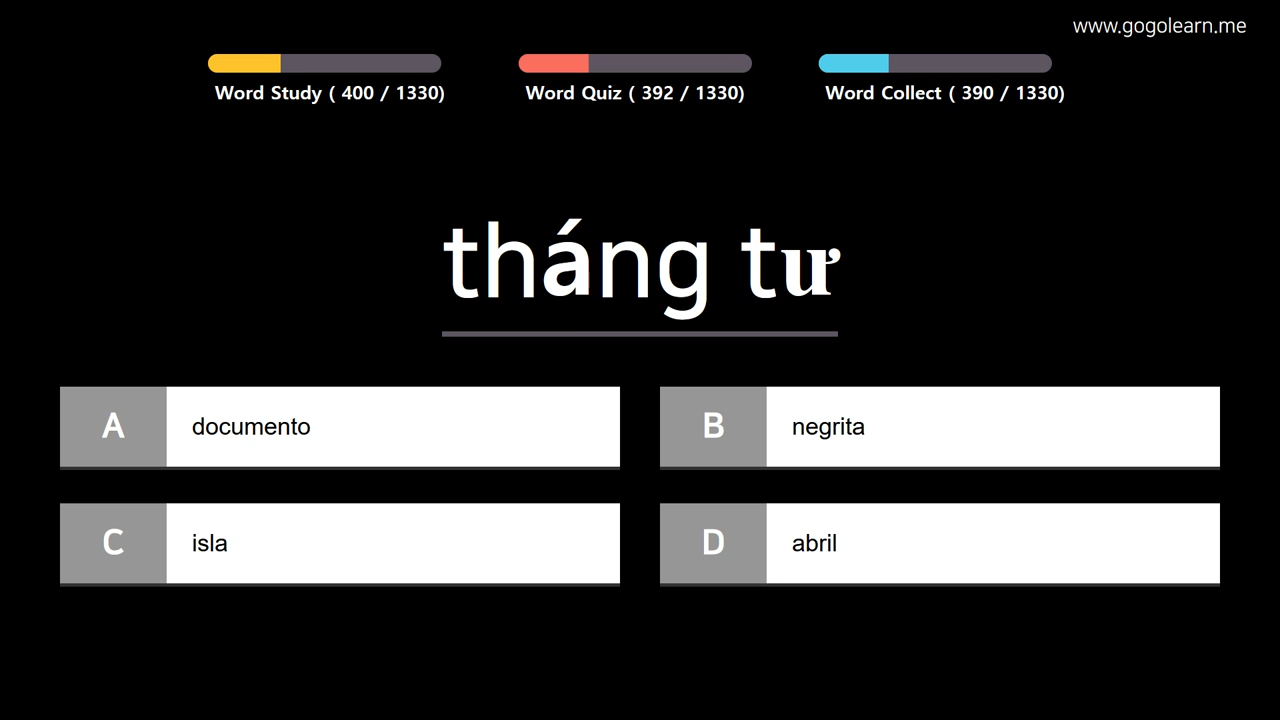 www.gogolearn.me
Word Study ( 400 / 1330)
Word Quiz ( 392 / 1330)
Word Collect ( 390 / 1330)
tháng tư
A documento
B negrita
C isla
D abril